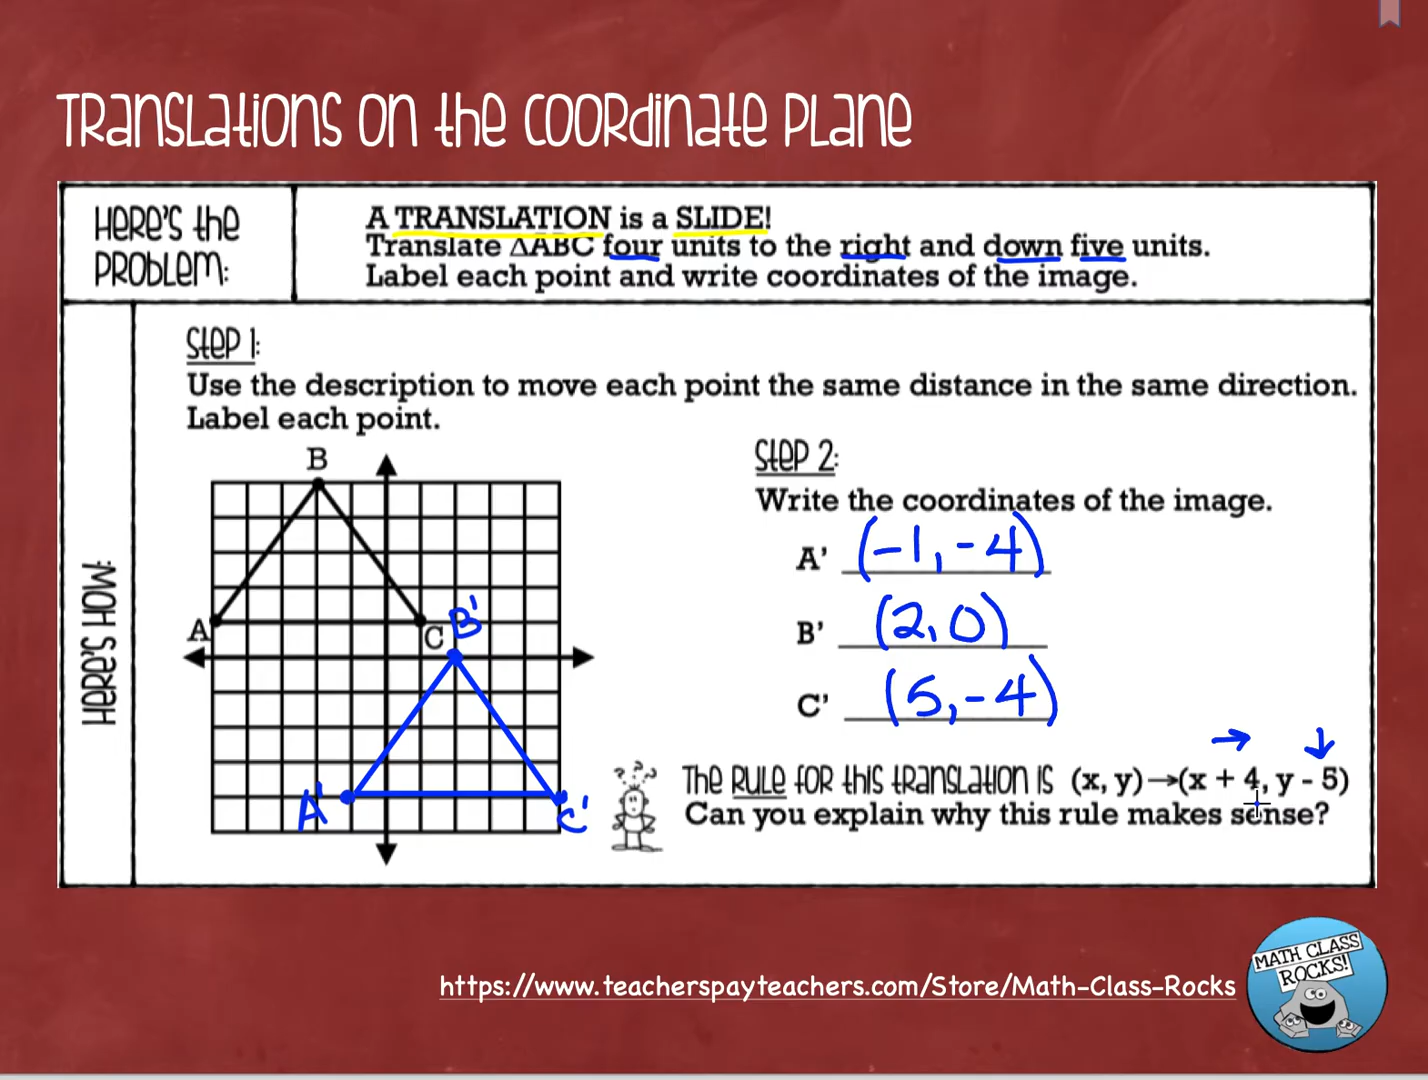 Translations on the Coordinate Plane
Here's the
Problem:
A TRANSLATION is a SLIDE!
Translate ΔABC four units to the right and down five units.
Label each point and write coordinates of the image.
Here's How:
Step 1:
Use the description to move each point the same distance in the same direction.
Label each point.
B
A
C
B'
A'
C'
Step 2:
Write the coordinates of the image.
A' (-1, -4)
B' (2, 0)
C' (5, -4)
? ? ?
The RULE for this translation is (x, y)→(x + 4, y - 5)
Can you explain why this rule makes sense?
https://www.teacherspayteachers.com/Store/Math-Class-Rocks
MATH CLASS
ROCKS!